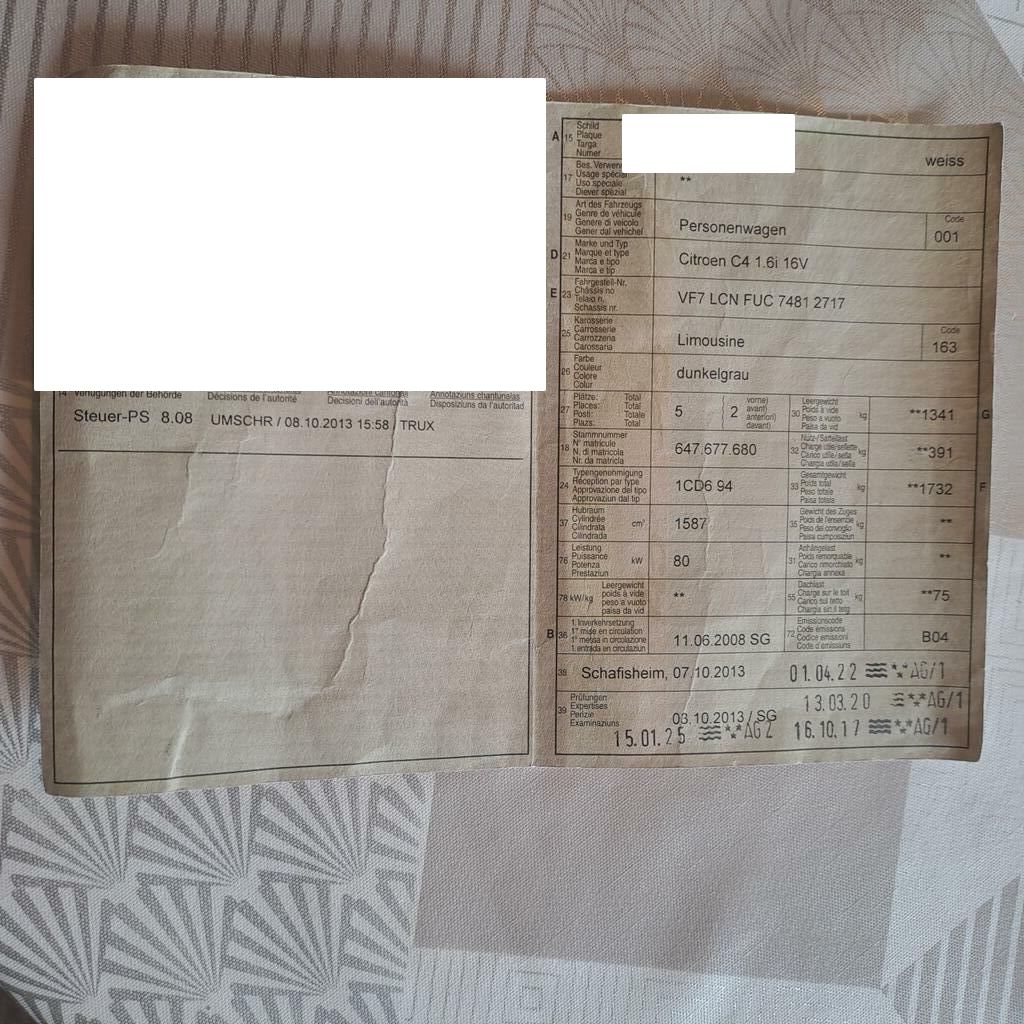 14 Verfügungen der Behörde
Décisions de l'autorité
Annotazioni cantonali
Decisioni dell'autorità
Annotaziuns chantunalas
Disposiziuns da l'autoritad
Steuer-PS 8.08 UMSCHR / 08.10.2013 15:58 TRUX
A 15 Schild
Plaque
Targa
Numer
weiss
17 Bes. Verwen
Usage spécial
Uso speciale
Diever spezial
**
19 Art des Fahrzeugs
Genre de véhicule
Genere di veicolo
Gener dal vehichel
Personenwagen
Code
001
D 21 Marke und Typ
Marque et type
Marca e tipo
Marca e tip
Citroen C4 1.6i 16V
E 23 Fahrgestell-Nr.
Châssis no
Telaio n.
Schassis nr.
VF7 LCN FUC 7481 2717
25 Karosserie
Carrosserie
Carrozzeria
Carossaria
Limousine
Code
163
26 Farbe
Couleur
Colore
Colur
dunkelgrau
27 Plätze: Total
Places: Total
Posti: Totale
Plazs: Total
5
2
vorne)
avant)
anteriori)
davant)
30 Leergewicht
Poids à vide
Peso a vuoto
Paisa da vid
kg
**1341 G
18 Stammnummer
N° matricule
N. di matricola
Nr. da matricla
647.677.680
32 Nutz-/Sattellast
Charge utile/sellette
Carico utile/sella
Chargia utila/sella
kg
**391
24 Typengenehmigung
Réception par type
Approvazione del tipo
Approvaziun dal tip
1CD6 94
33 Gesamtgewicht
Poids total
Peso totale
Paisa totala
kg
**1732 F
37 Hubraum
Cylindrée
Cilindrata
Cilindrada
cm³
1587
35 Gewicht des Zuges
Poids de l'ensemble
Peso del convoglio
Paisa cumposiziun
kg
**
76 Leistung
Puissance
Potenza
Prestaziun
kW
80
31 Anhängelast
Poids remorquable
Carico rimorchiato
Chargia annexa
kg
**
78 kW/kg
Leergewicht
poids à vide
peso a vuoto
paisa da vid
**
55 Dachlast
Charge sur le toit
Carico sul tetto
Chargia sin il tetg
kg
**75
B 36 1. Inverkehrsetzung
1re mise en circulation
1a messa in circolazione
1. entrada en circulaziun
11.06.2008 SG
72 Emissionscode
Code émissions
Codice emissioni
Code d'emissiuns
B04
38 Schafisheim, 07.10.2013
01.04.22 AG/1
39 Prüfungen
Expertises
Perizie
Examinaziuns
13.03.20 AG/1
03.10.2013 / SG
15.01.25 AG 2
16.10.17 AG/1